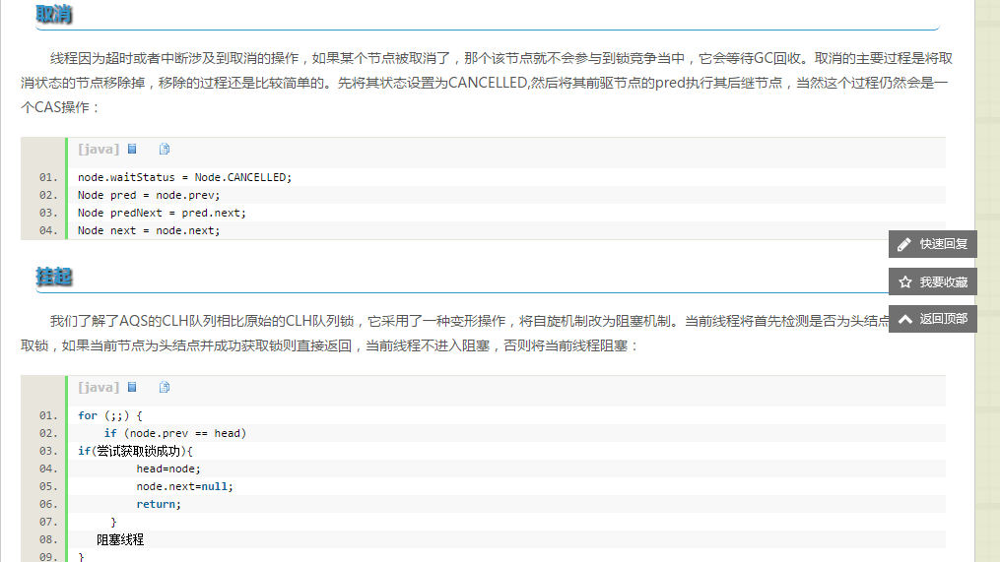 取消
线程因为超时或者中断涉及到取消的操作，如果某个节点被取消了，那个该节点就不会参与到锁竞争当中，它会等待GC回收。取消的主要过程是将取
消状态的节点移除掉，移除的过程还是比较简单的。先将其状态设置为CANCELLED,然后将其前驱节点的pred执行其后继节点，当然这个过程仍然会是一
个CAS操作：
[java]
01. node.waitStatus = Node.CANCELLED;
02. Node pred = node.prev;
03. Node predNext = pred.next;
04. Node next = node.next;
快速回复
挂起
我要收藏
我们了解了AQS的CLH队列相比原始的CLH队列锁，它采用了一种变形操作，将自旋机制改为阻塞机制。当前线程将首先检测是否为头结点
返回顶部
取锁，如果当前节点为头结点并成功获取锁则直接返回，当前线程不进入阻塞，否则将当前线程阻塞：
[java]
01. for (;;) {
02. if (node.prev == head)
03. if(尝试获取锁成功){
04. head=node;
05. node.next=null;
06. return;
07. }
08. 阻塞线程
09. }